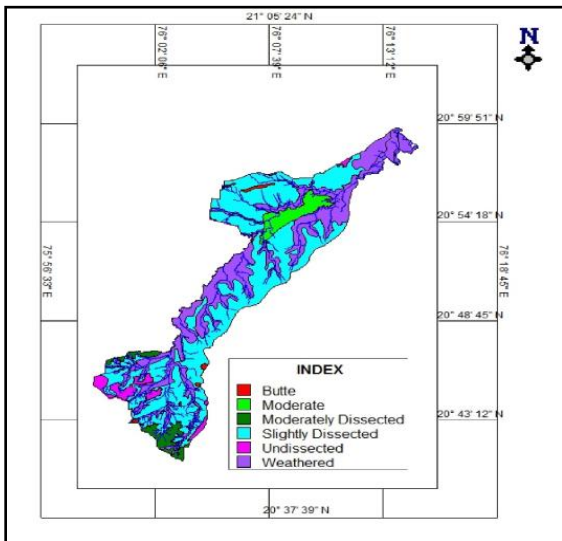 21° 05' 24" N
N
76° 02' 06" E
76° 07' 39" E
76° 13' 12" E
20° 59' 51" N
20° 54' 18" N
75° 56' 33" E
76° 18' 45" E
20° 48' 45" N
20° 43' 12" N
INDEX
Butte
Moderate
Moderately Dissected
Slightly Dissected
Undissected
Weathered
20° 37' 39" N